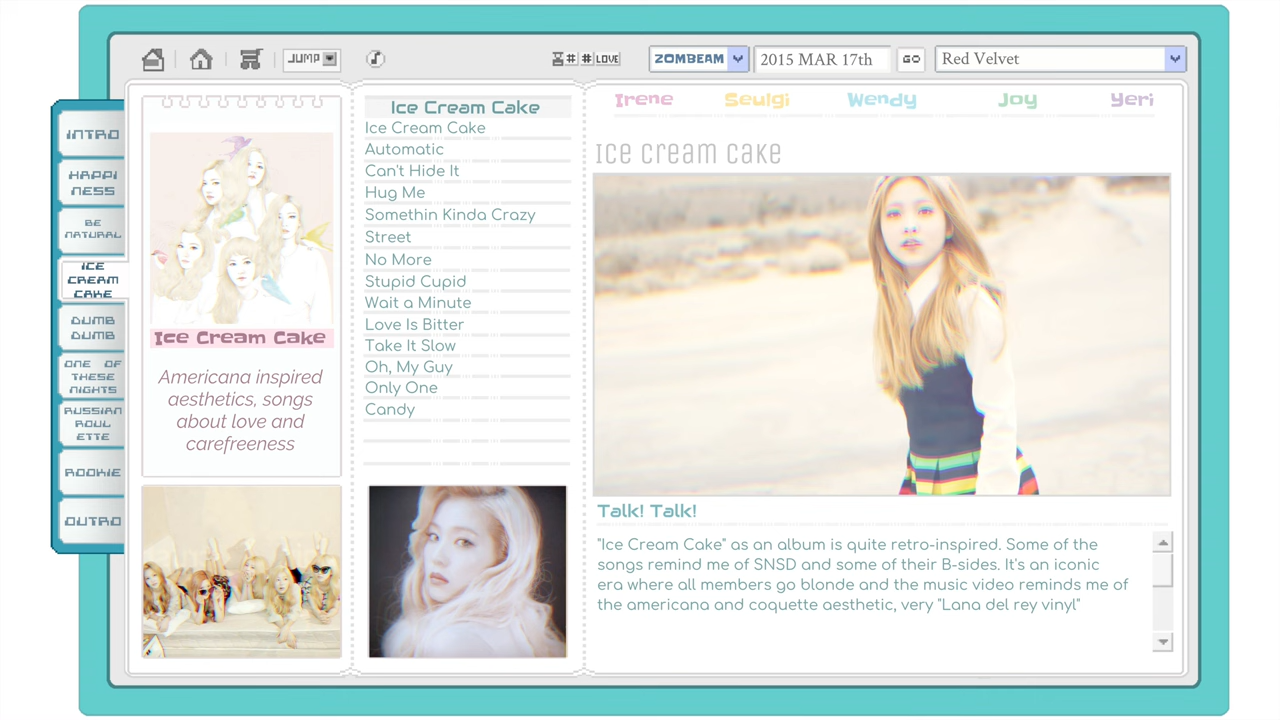 JUMP
# # LOVE
ZOMBEAM
2015 MAR 17th
GO
Red Velvet
INTRO
HAPPI
NESS
BE
NATURAL
ICE
CREAM
CAKE
DUMB
DUMB
ONE OF
THESE
NIGHTS
RUSSIAN
ROUL
ETTE
ROOKIE
OUTRO
Ice Cream Cake
Americana inspired
aesthetics, songs
about love and
carefreeness
Ice Cream Cake
Ice Cream Cake
Automatic
Can't Hide It
Hug Me
Somethin Kinda Crazy
Street
No More
Stupid Cupid
Wait a Minute
Love Is Bitter
Take It Slow
Oh, My Guy
Only One
Candy
Irene Seulgi Wendy Joy Yeri
Ice cream cake
Talk! Talk!
"Ice Cream Cake" as an album is quite retro-inspired. Some of the
songs remind me of SNSD and some of their B-sides. It's an iconic
era where all members go blonde and the music video reminds me of
the americana and coquette aesthetic, very "Lana del rey vinyl"